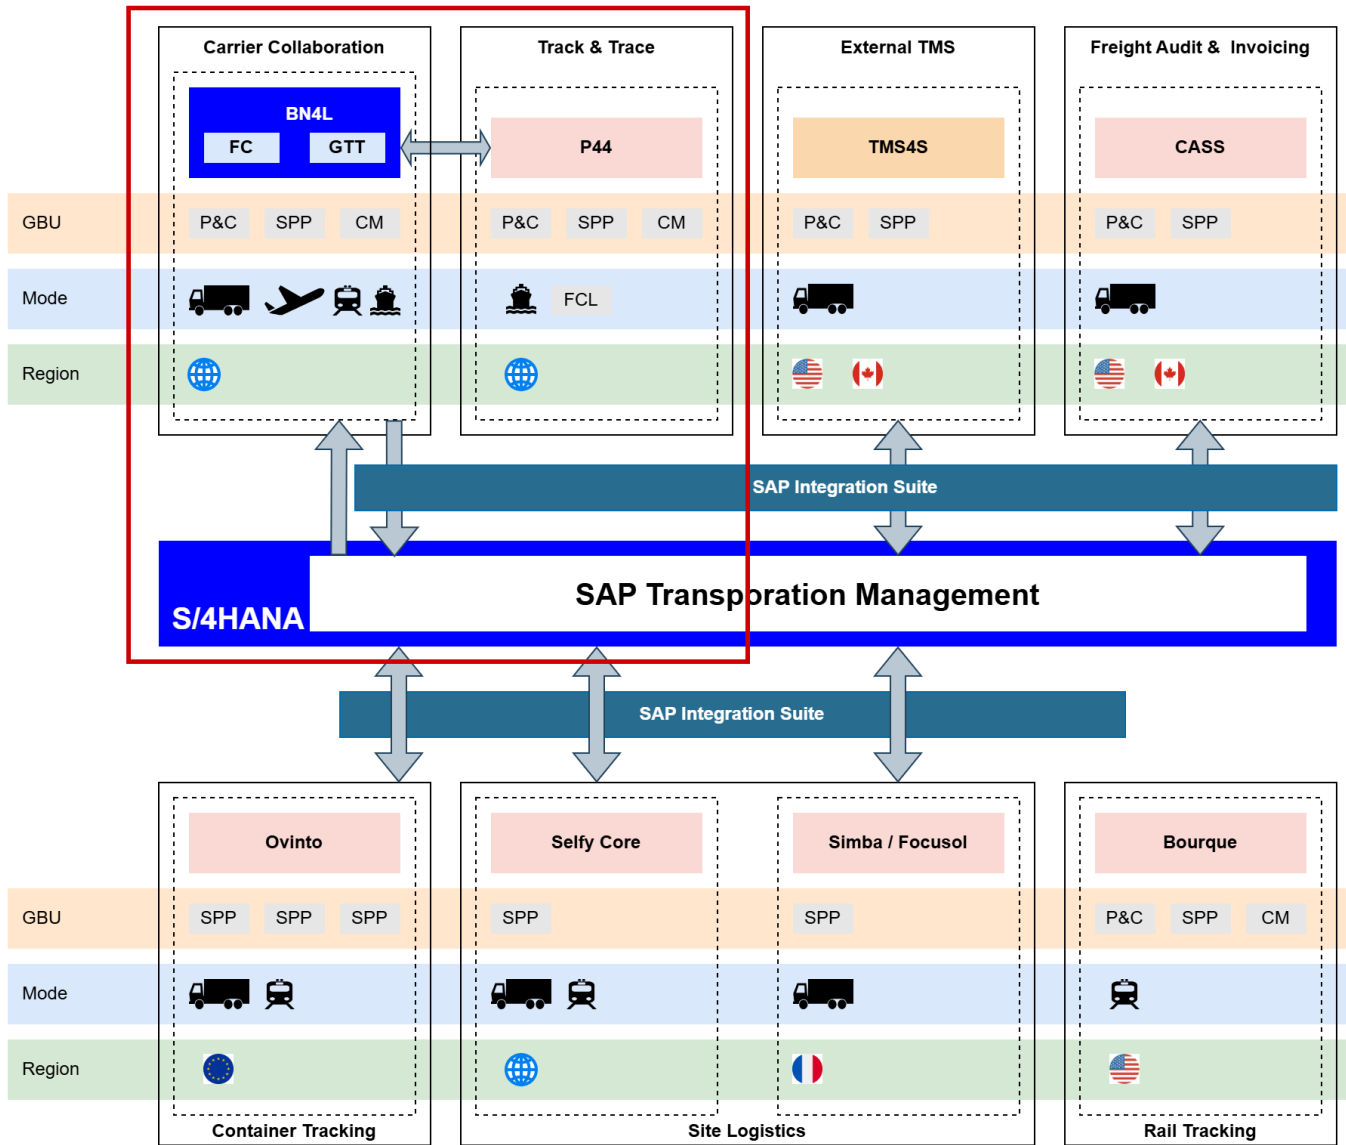 Carrier Collaboration
Track & Trace
External TMS
Freight Audit &  Invoicing
BN4L
FC
GTT
P44
TMS4S
CASS
GBU
P&C
SPP
CM
P&C
SPP
CM
P&C
SPP
P&C
SPP
Mode
FCL
Region
SAP Integration Suite
S/4HANA
SAP Transporation Management
SAP Integration Suite
Ovinto
Selfy Core
Simba / Focusol
Bourque
GBU
SPP
SPP
SPP
SPP
SPP
P&C
SPP
CM
Mode
Region
Container Tracking
Site Logistics
Rail Tracking